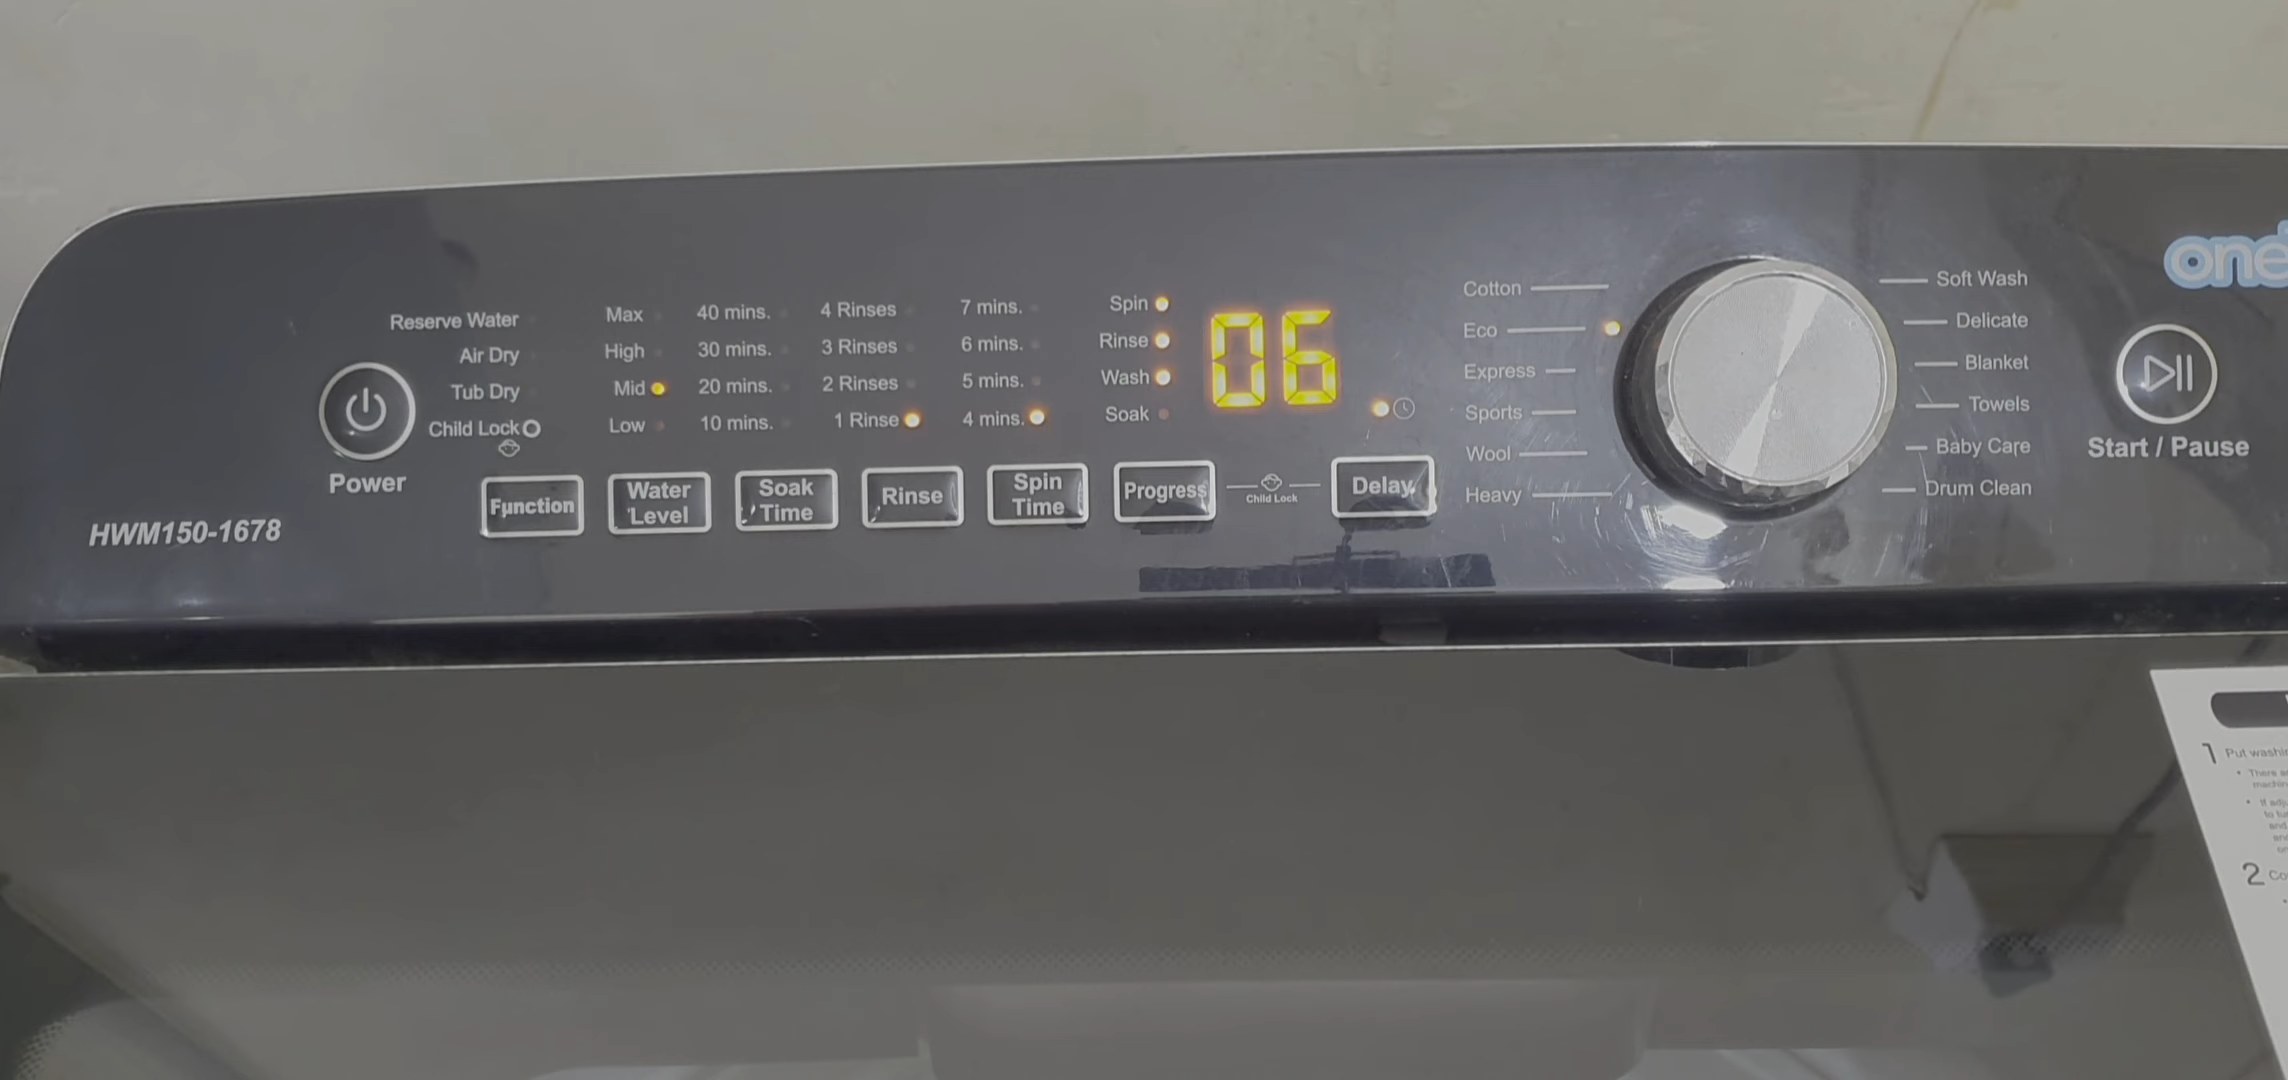 Reserve Water
Air Dry
Tub Dry
Child Lock
Power
Function
HWM150-1678
Max
High
Mid
Low
Water
Level
40 mins.
30 mins.
20 mins.
10 mins.
Soak
Time
4 Rinses
3 Rinses
2 Rinses
1 Rinse
Rinse
7 mins.
6 mins.
5 mins.
4 mins.
Spin
Time
Spin
Rinse
Wash
Soak
Progress
06
Child Lock
Delay
Cotton
Eco
Express
Sports
Wool
Heavy
Soft Wash
Delicate
Blanket
Towels
Baby Care
Drum Clean
Start / Pause
one
1 Put
There
2 Co